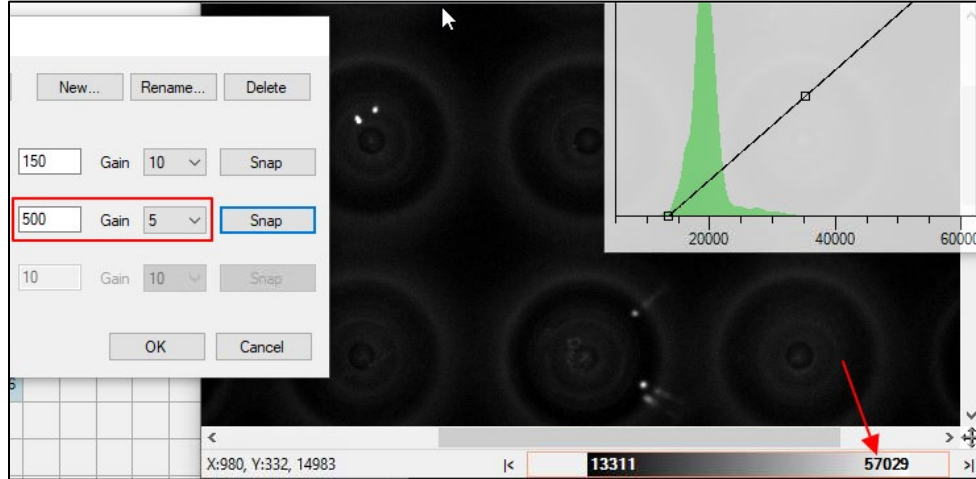 New... Rename... Delete
150 Gain 10 Snap
500 Gain 5 Snap
10 Gain 10 Snap
OK Cancel
20000 40000 60000
X:980, Y:332, 14983 |< 13311 57029 >|